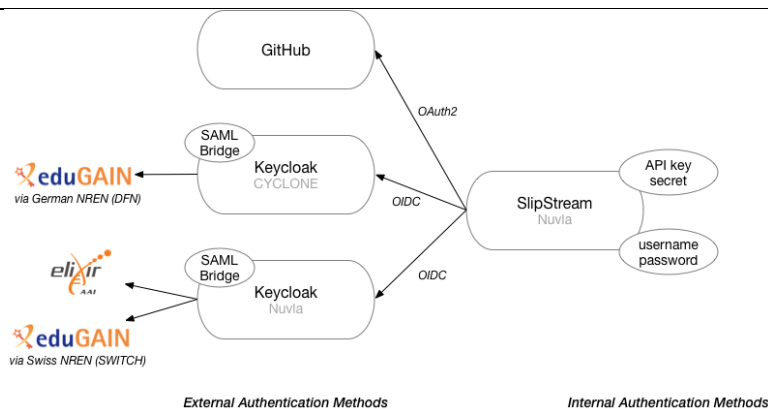 GitHub
OAuth2
SAML
Bridge
Keycloak
CYCLONE
eduGAIN
via German NREN (DFN)
OIDC
API key
secret
SlipStream
Nuvla
username
password
SAML
Bridge
Keycloak
Nuvla
OIDC
elixir
AAI
eduGAIN
via Swiss NREN (SWITCH)
External Authentication Methods
Internal Authentication Methods